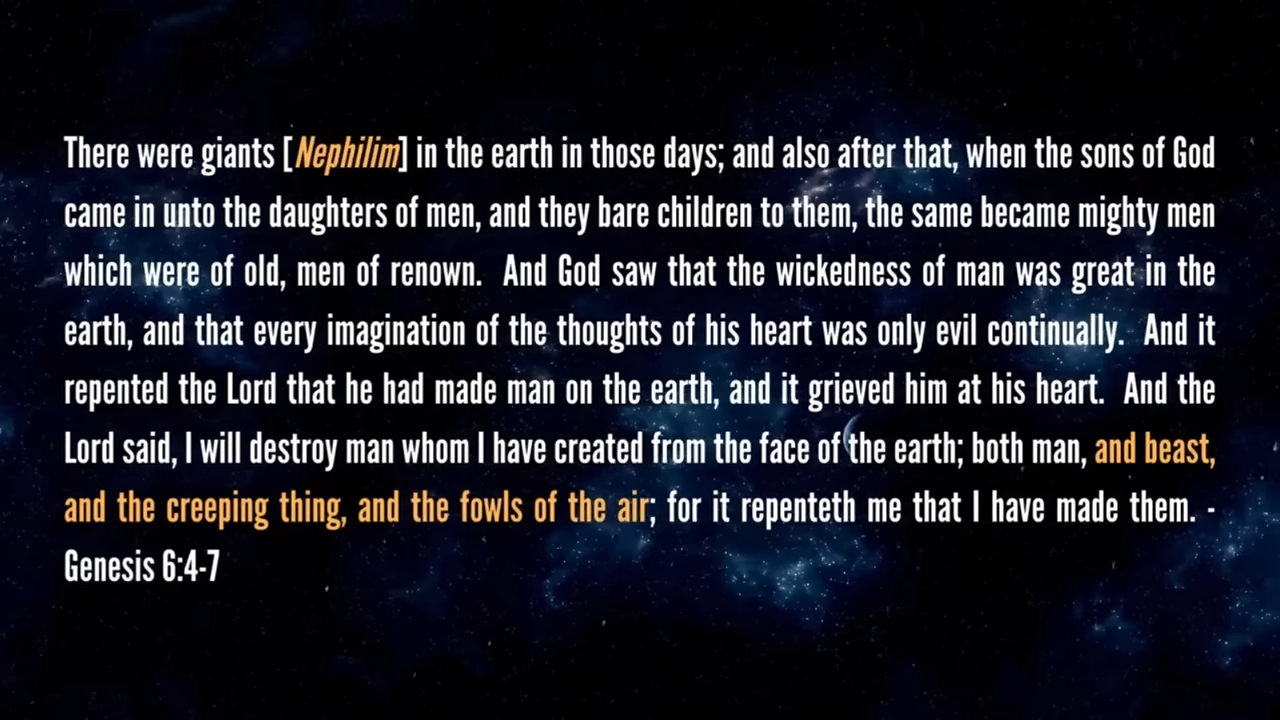 There were giants [Nephilim] in the earth in those days; and also after that, when the sons of God
came in unto the daughters of men, and they bare children to them, the same became mighty men
which were of old, men of renown.  And God saw that the wickedness of man was great in the
earth, and that every imagination of the thoughts of his heart was only evil continually.  And it
repented the Lord that he had made man on the earth, and it grieved him at his heart.  And the
Lord said, I will destroy man whom I have created from the face of the earth; both man, and beast,
and the creeping thing, and the fowls of the air; for it repenteth me that I have made them. -
Genesis 6:4-7